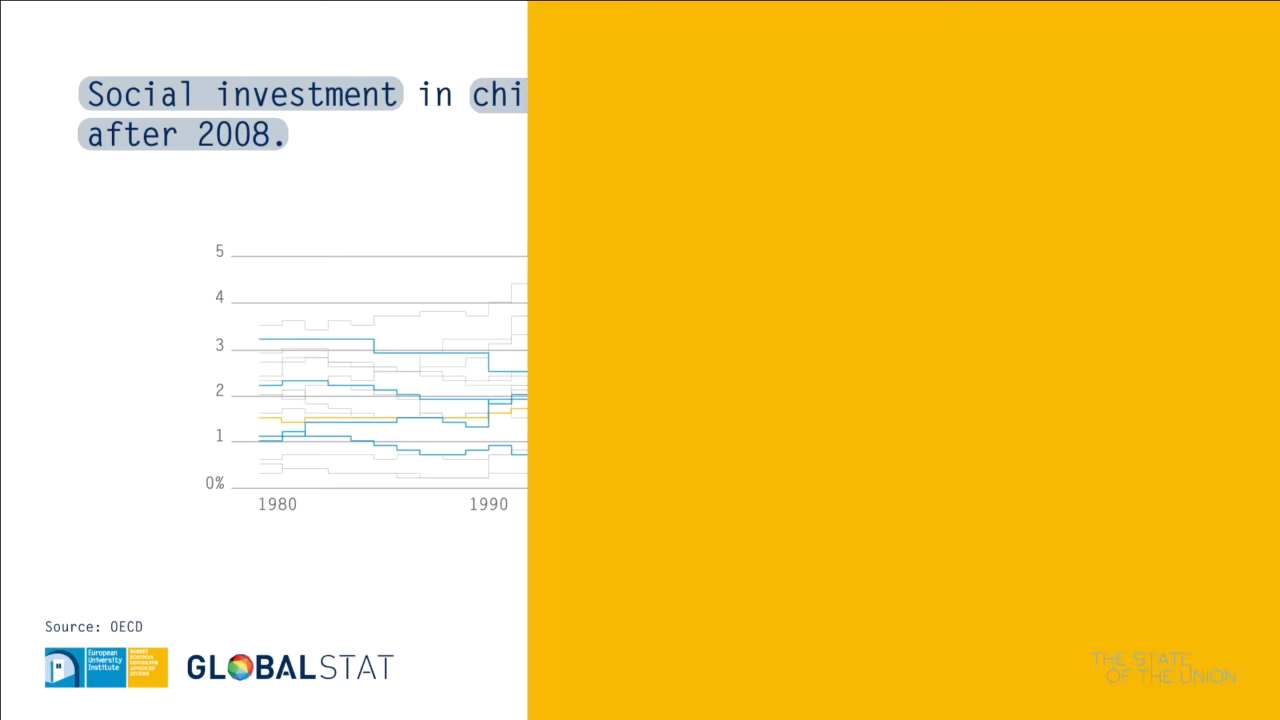 Social investment in chi
after 2008.
5
4
3
2
1
0%
1980 1990
Source: OECD
European
University
Institute
GLOBALSTAT
THE STATE
OF THE UNION